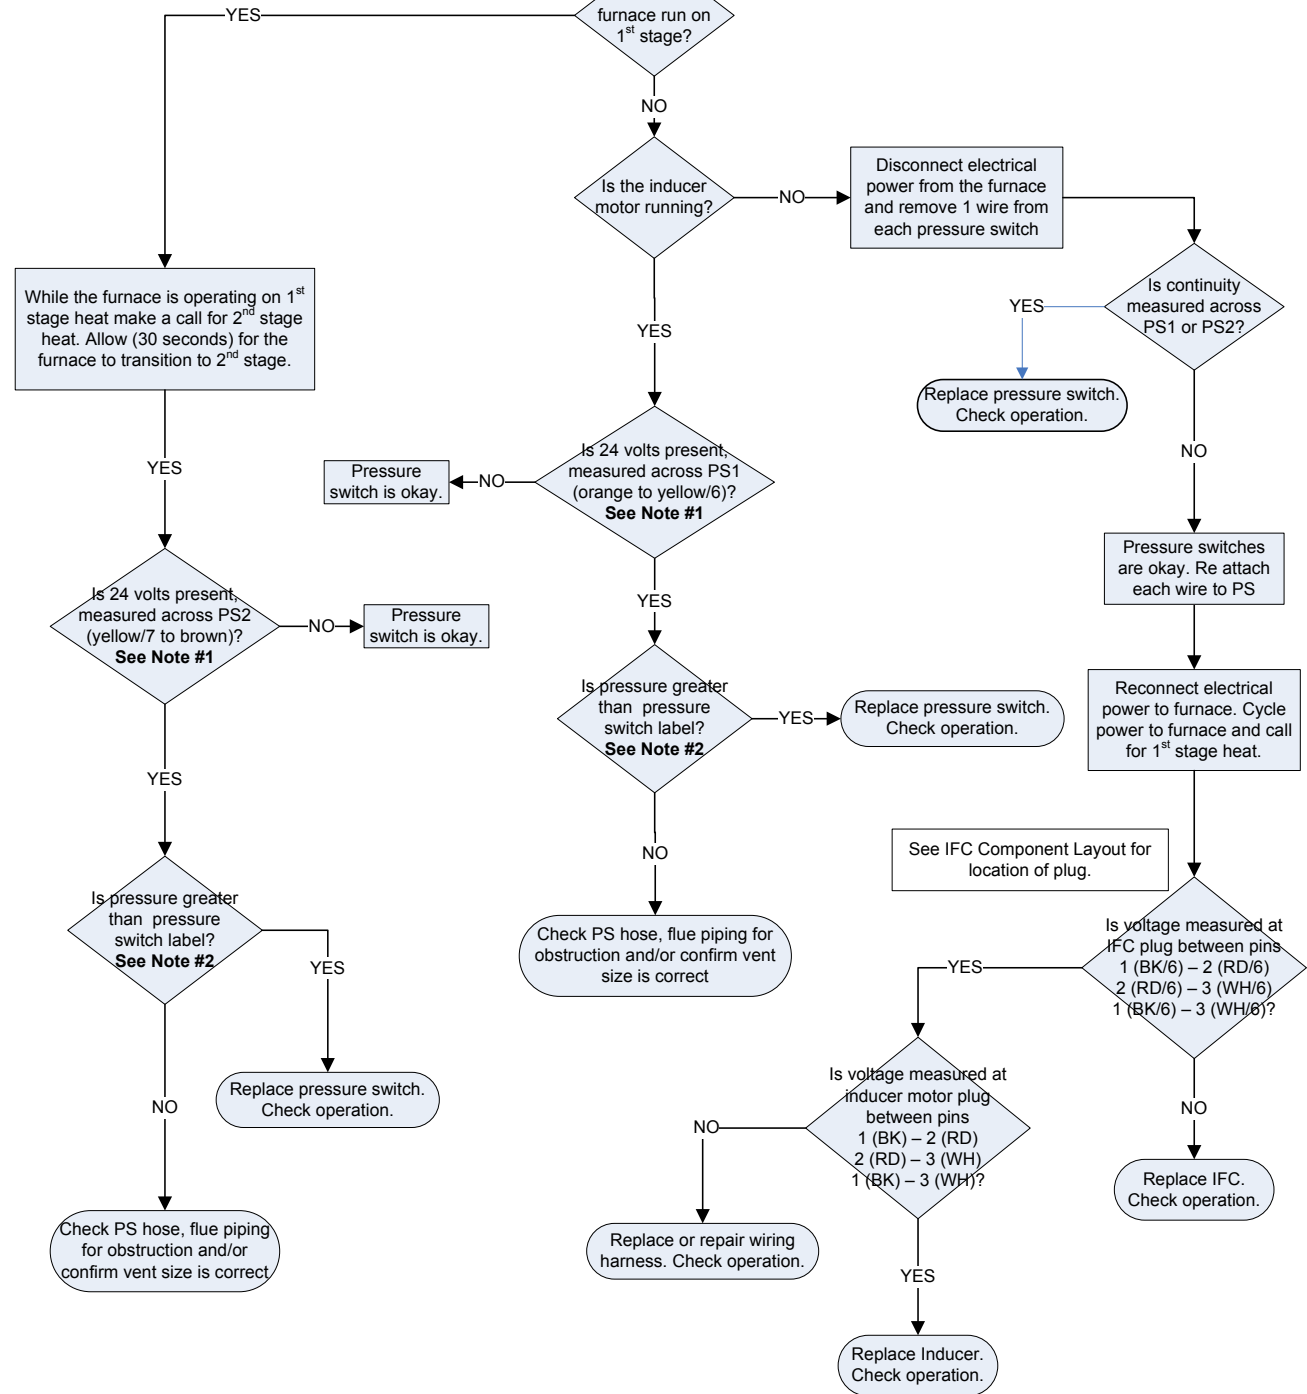 YES
furnace run on
1st stage?
NO
Is the inducer
motor running?
NO
Disconnect electrical
power from the furnace
and remove 1 wire from
each pressure switch
Is continuity
measured across
PS1 or PS2?
YES
Replace pressure switch.
Check operation.
NO
While the furnace is operating on 1st
stage heat make a call for 2nd stage
heat. Allow (30 seconds) for the
furnace to transition to 2nd stage.
YES
YES
Is 24 volts present,
measured across PS1
(orange to yellow/6)?
See Note #1
NO
Pressure
switch is okay.
Pressure switches
are okay. Re attach
each wire to PS
Is 24 volts present,
measured across PS2
(yellow/7 to brown)?
See Note #1
NO
Pressure
switch is okay.
YES
Is pressure greater
than pressure
switch label?
See Note #2
YES
Replace pressure switch.
Check operation.
Reconnect electrical
power to furnace. Cycle
power to furnace and call
for 1st stage heat.
YES
NO
See IFC Component Layout for
location of plug.
Is pressure greater
than pressure
switch label?
See Note #2
YES
Check PS hose, flue piping for
obstruction and/or confirm vent
size is correct
Is voltage measured at
IFC plug between pins
1 (BK/6) – 2 (RD/6)
2 (RD/6) – 3 (WH/6)
1 (BK/6) – 3 (WH/6)?
YES
Replace pressure switch.
Check operation.
NO
Is voltage measured at
inducer motor plug
between pins
1 (BK) – 2 (RD)
2 (RD) – 3 (WH)
1 (BK) – 3 (WH)?
NO
NO
Replace IFC.
Check operation.
Check PS hose, flue piping
for obstruction and/or
confirm vent size is correct
Replace or repair wiring
harness. Check operation.
YES
Replace Inducer.
Check operation.